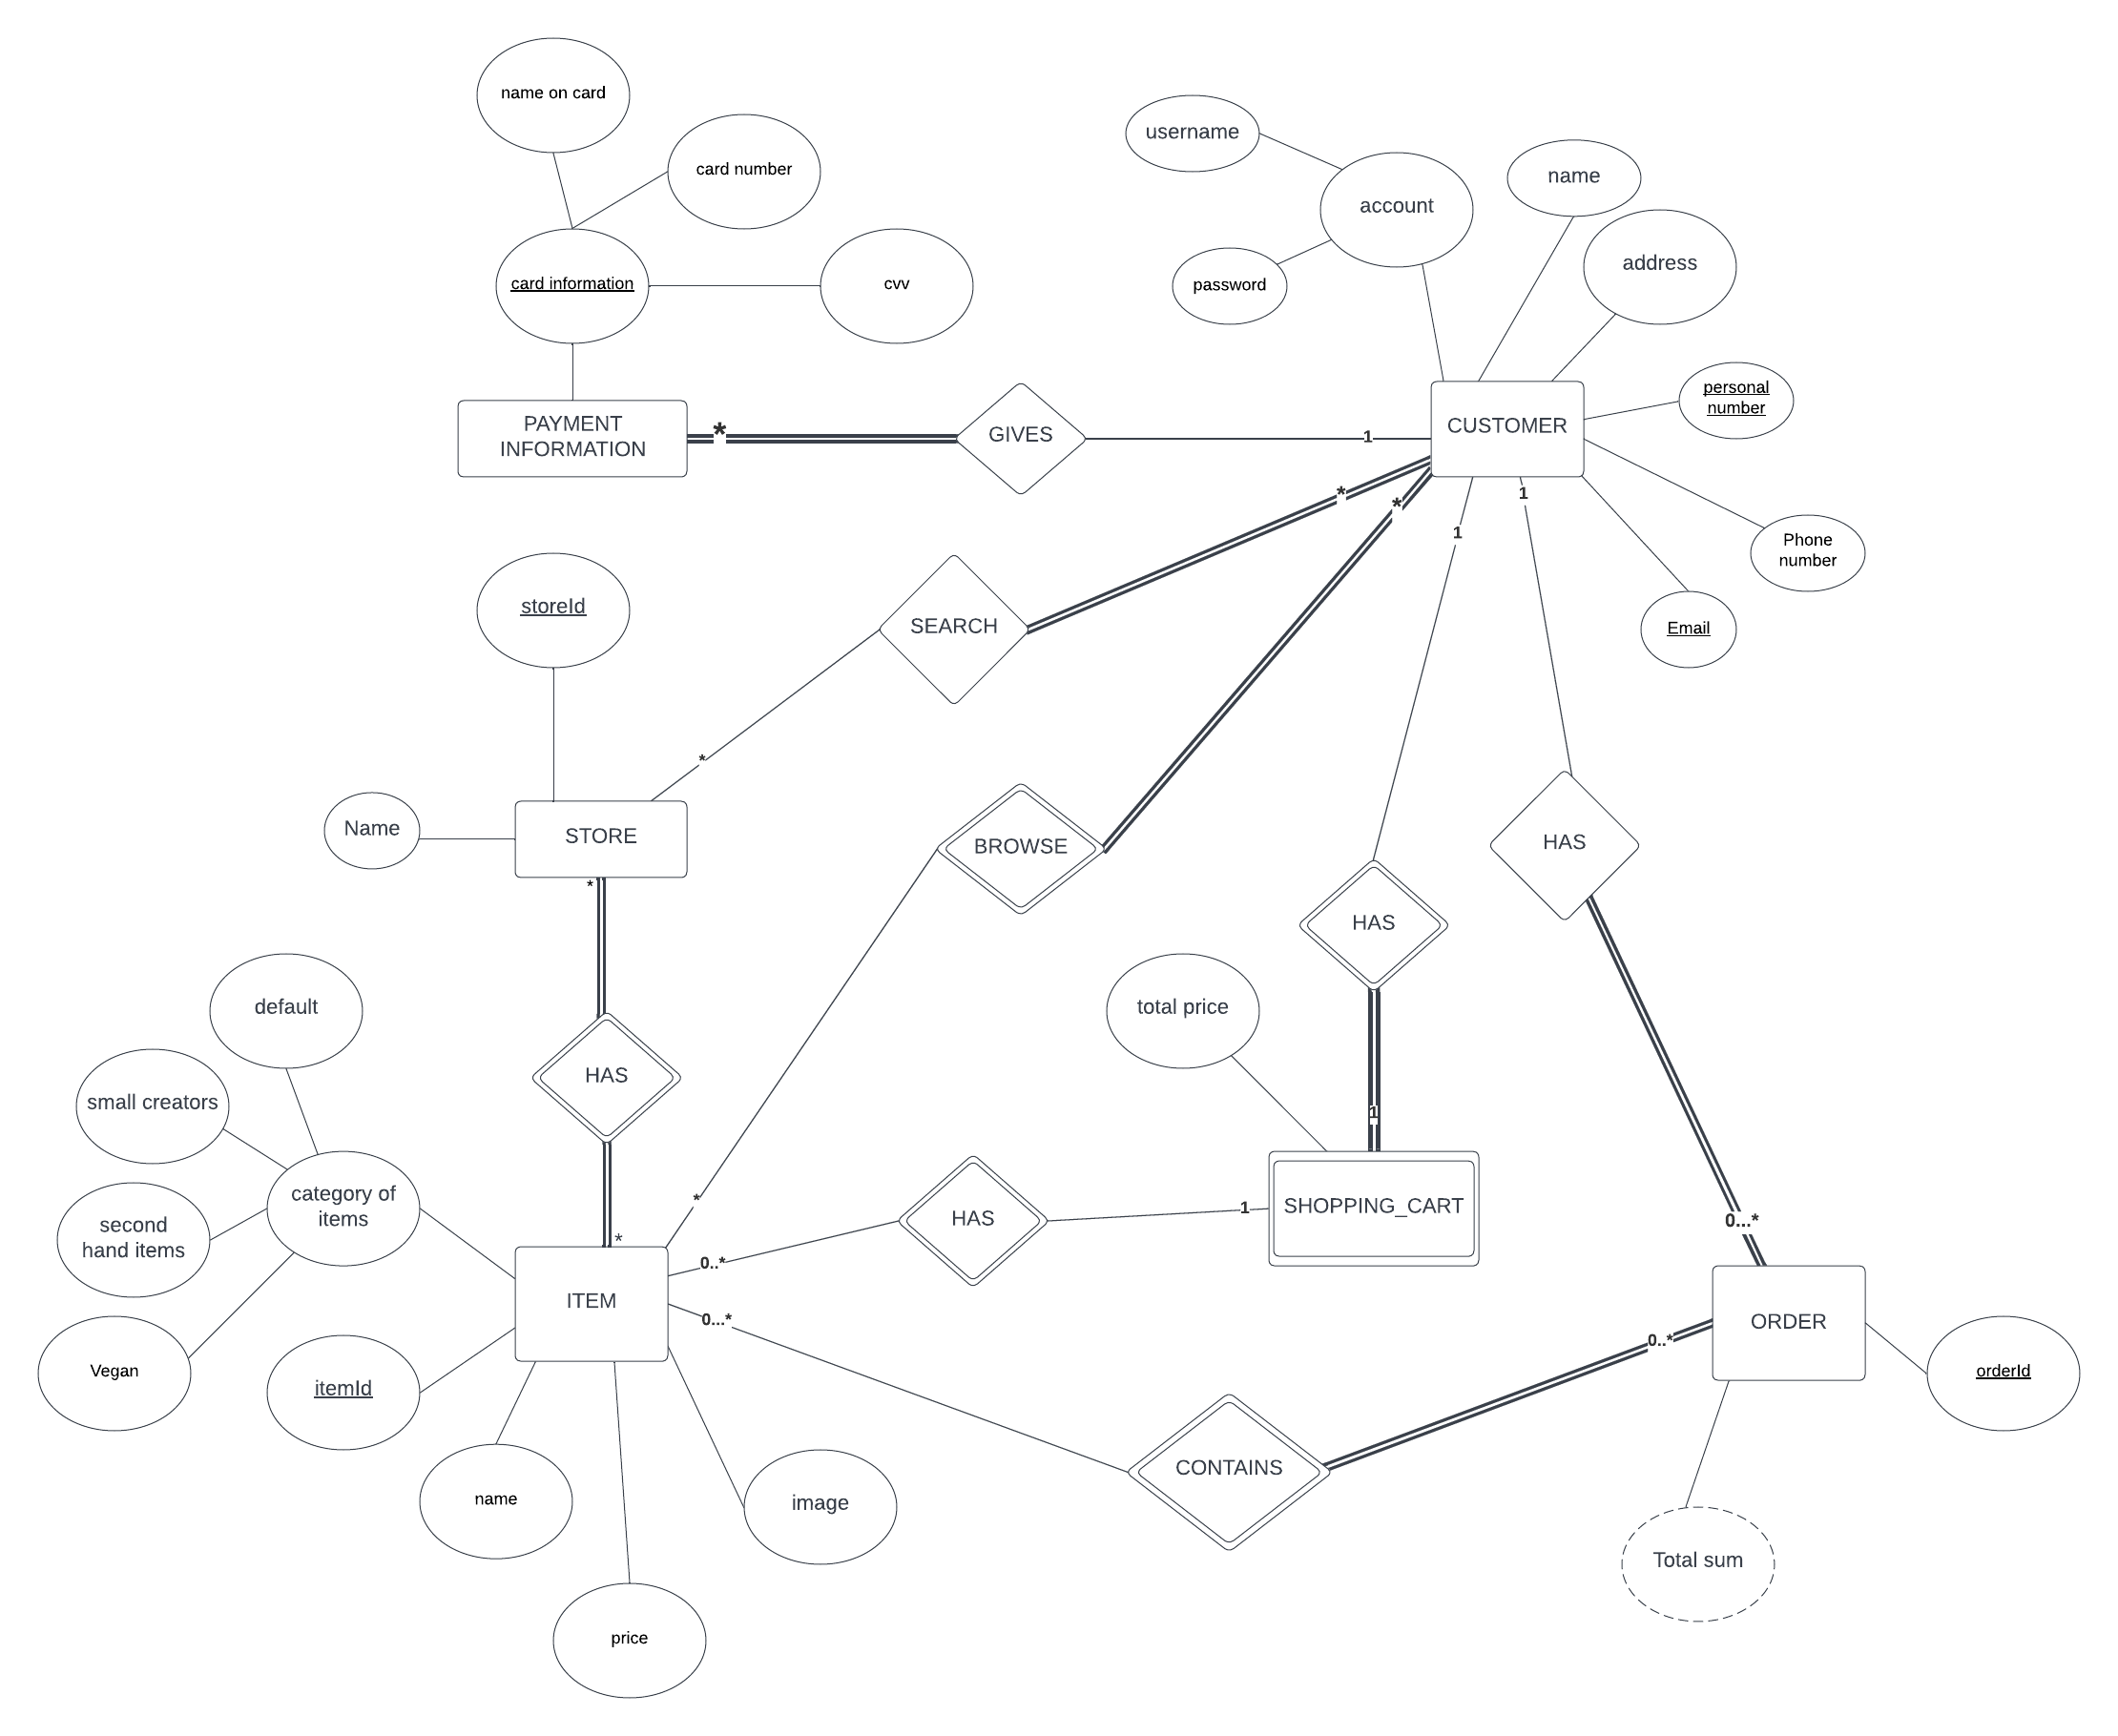 name on card
card number
card information
cvv
PAYMENT
INFORMATION
*
GIVES
1
username
account
password
name
address
CUSTOMER
personal
number
Phone
number
Email
*
*
1
1
SEARCH
*
storeId
Name
STORE
*
BROWSE
*
HAS
HAS
HAS
*
default
small creators
second
hand items
Vegan
category of
items
total price
1
SHOPPING_CART
1
HAS
0..*
0...*
ITEM
itemId
name
price
image
CONTAINS
0..*
0...*
ORDER
orderId
Total sum